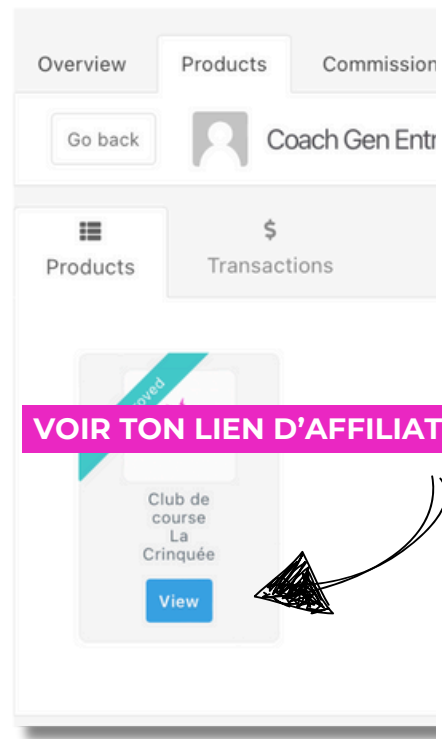 Overview Products Commission
Go back Coach Gen Entr
Products Transactions
VOIR TON LIEN D’AFFILIAT
Club de
course
La
Crinquée
View